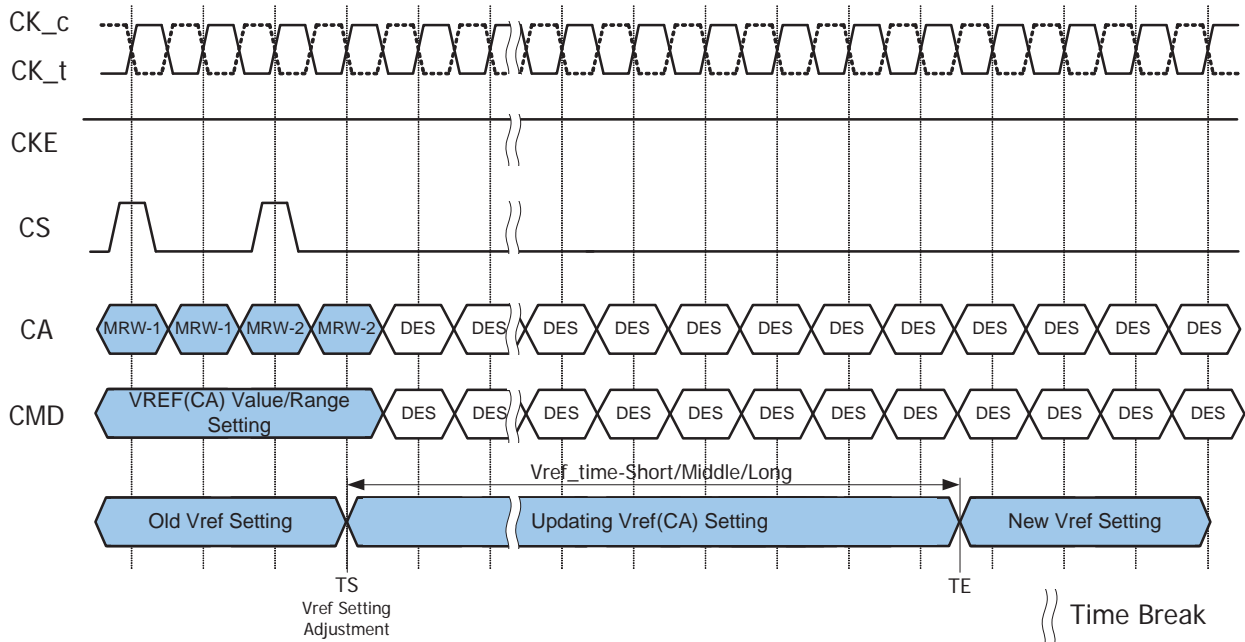 CK_c
CK_t
CKE
CS
CA
MRW-1 MRW-1 MRW-2 MRW-2 DES DES DES DES DES DES DES DES DES DES DES DES
CMD
VREF(CA) Value/Range
Setting
DES DES DES DES DES DES DES DES DES DES DES DES
Vref_time-Short/Middle/Long
Old Vref Setting
Updating Vref(CA) Setting
New Vref Setting
TS
Vref Setting
Adjustment
TE
Time Break